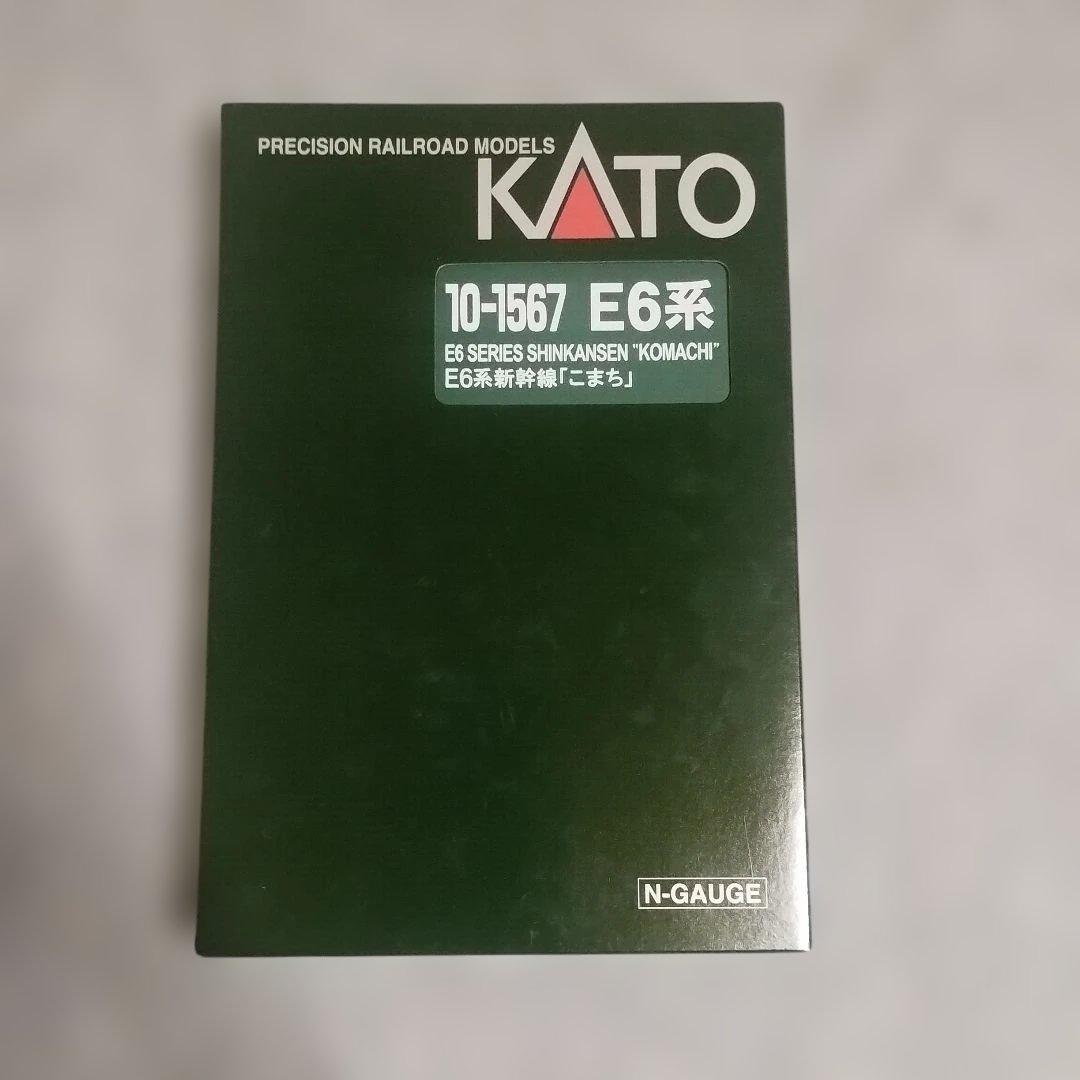 PRECISION RAILROAD MODELS
KATO
10-1567 E6系
E6 SERIES SHINKANSEN "KOMACHI"
E6系新幹線「こまち」
N-GAUGE